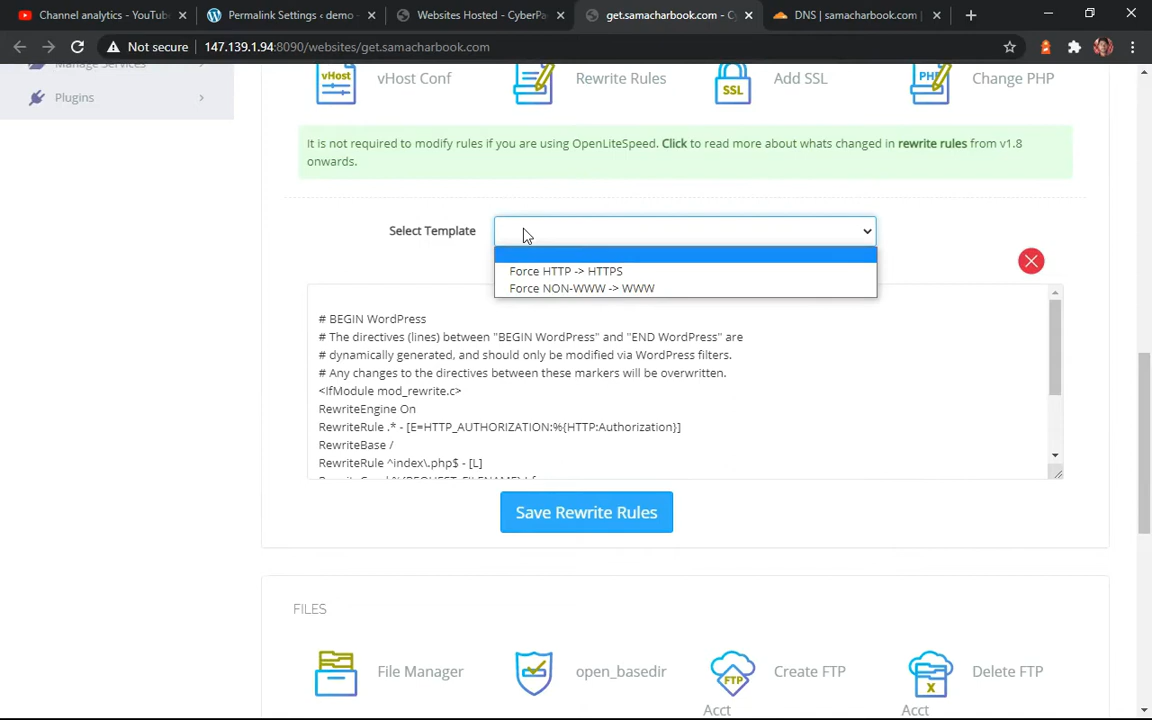 Channel analytics - YouTub
Permalink Settings ‹ demo -
Websites Hosted - CyberPa
get.samacharbook.com - Cy
DNS | samacharbook.com |
Not secure
147.139.1.94:8090/websites/get.samacharbook.com
Manage Services
Plugins
vHost Conf
Rewrite Rules
SSL
Add SSL
PHP
Change PHP
It is not required to modify rules if you are using OpenLiteSpeed. Click to read more about whats changed in rewrite rules from v1.8
onwards.
Select Template
Force HTTP -> HTTPS
Force NON-WWW -> WWW
# BEGIN WordPress
# The directives (lines) between "BEGIN WordPress" and "END WordPress" are
# dynamically generated, and should only be modified via WordPress filters.
# Any changes to the directives between these markers will be overwritten.
<IfModule mod_rewrite.c>
RewriteEngine On
RewriteRule .* - [E=HTTP_AUTHORIZATION:%{HTTP:Authorization}]
RewriteBase /
RewriteRule ^index\.php$ - [L]
Save Rewrite Rules
FILES
File Manager
open_basedir
FTP
Create FTP
Acct
Delete FTP
Acct